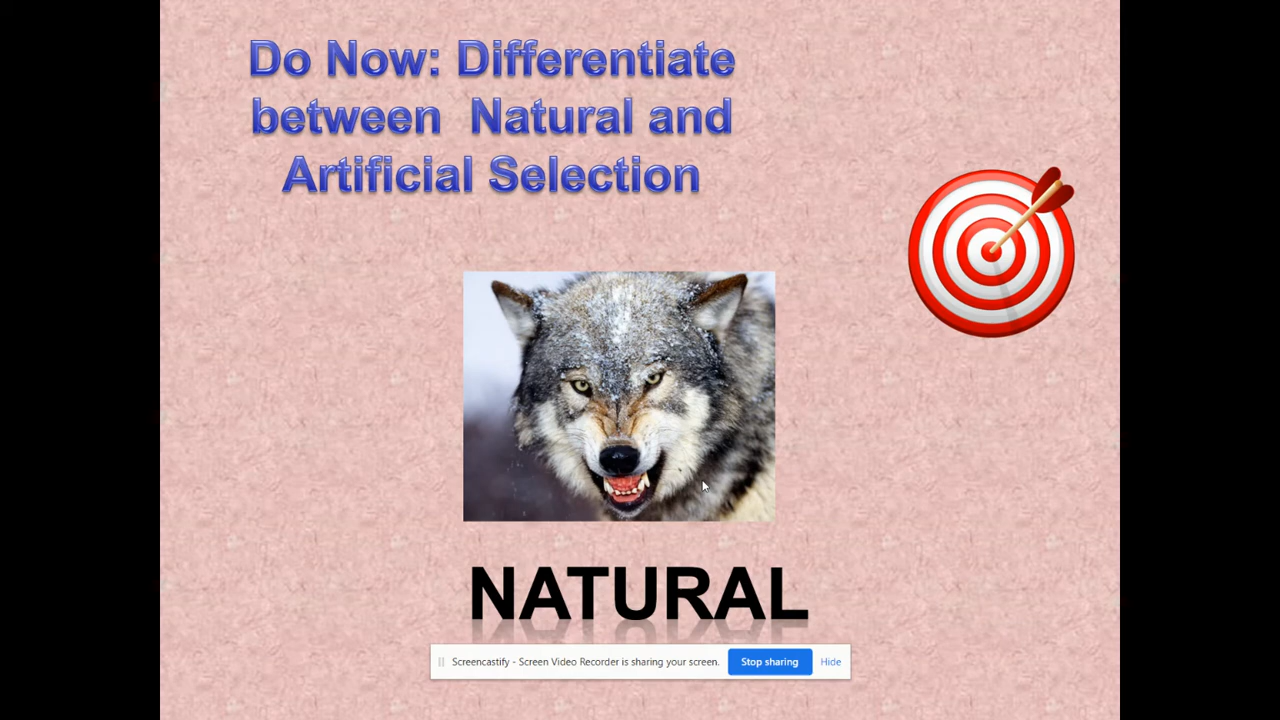 Do Now: Differentiate
between Natural and
Artificial Selection
NATURAL
Screencastify - Screen Video Recorder is sharing your screen. Stop sharing Hide